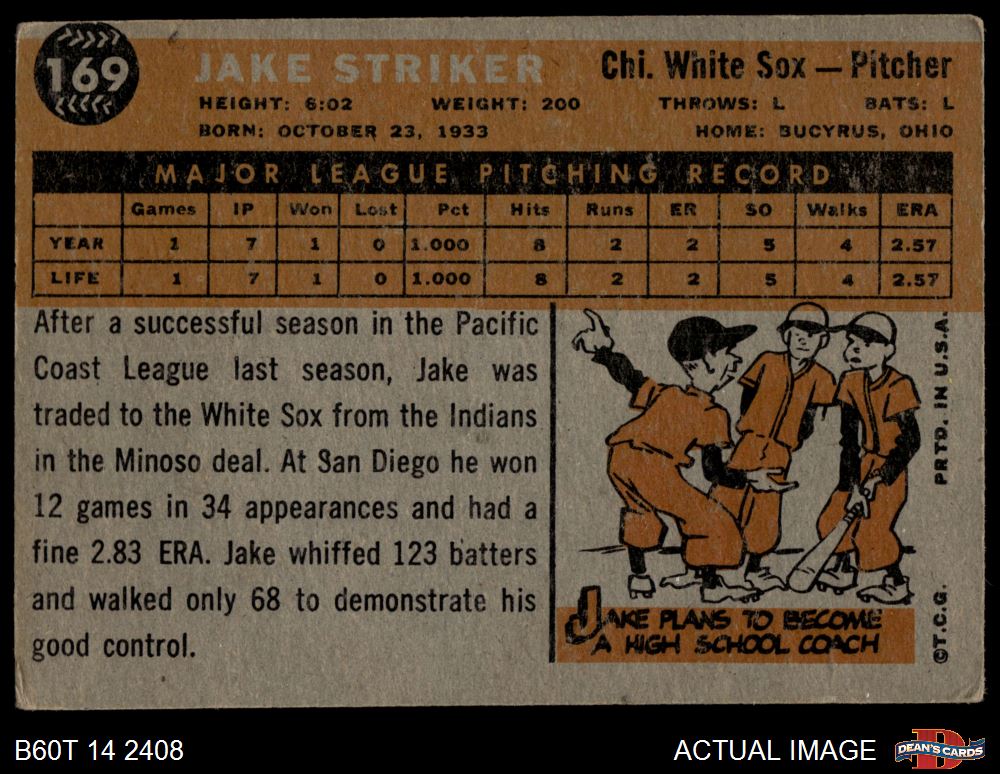 169
JAKE STRIKER
Chi. White Sox — Pitcher
HEIGHT: 6:02 WEIGHT: 200 THROWS: L BATS: L
BORN: OCTOBER 23, 1933 HOME: BUCYRUS, OHIO
MAJOR LEAGUE PITCHING RECORD
Games IP Won Lost Pct Hits Runs ER SO Walks ERA
YEAR 1 7 1 0 1.000 8 2 2 5 4 2.57
LIFE 1 7 1 0 1.000 8 2 2 5 4 2.57
After a successful season in the Pacific
Coast League last season, Jake was
traded to the White Sox from the Indians
in the Minoso deal. At San Diego he won
12 games in 34 appearances and had a
fine 2.83 ERA. Jake whiffed 123 batters
and walked only 68 to demonstrate his
good control.
JAKE PLANS TO BECOME
A HIGH SCHOOL COACH
©T.C.G. PRTD. IN U.S.A.
B60T 14 2408
ACTUAL IMAGE
D
DEAN'S CARDS